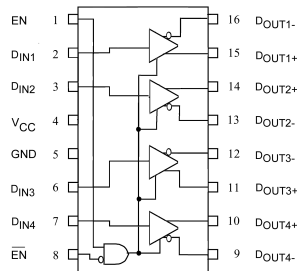 EN 1 16 DOUT1-
DIN1 2 15 DOUT1+
DIN2 3 14 DOUT2+
VCC 4 13 DOUT2-
GND 5 12 DOUT3-
DIN3 6 11 DOUT3+
DIN4 7 10 DOUT4+
E̅N̅ 8 9 DOUT4-